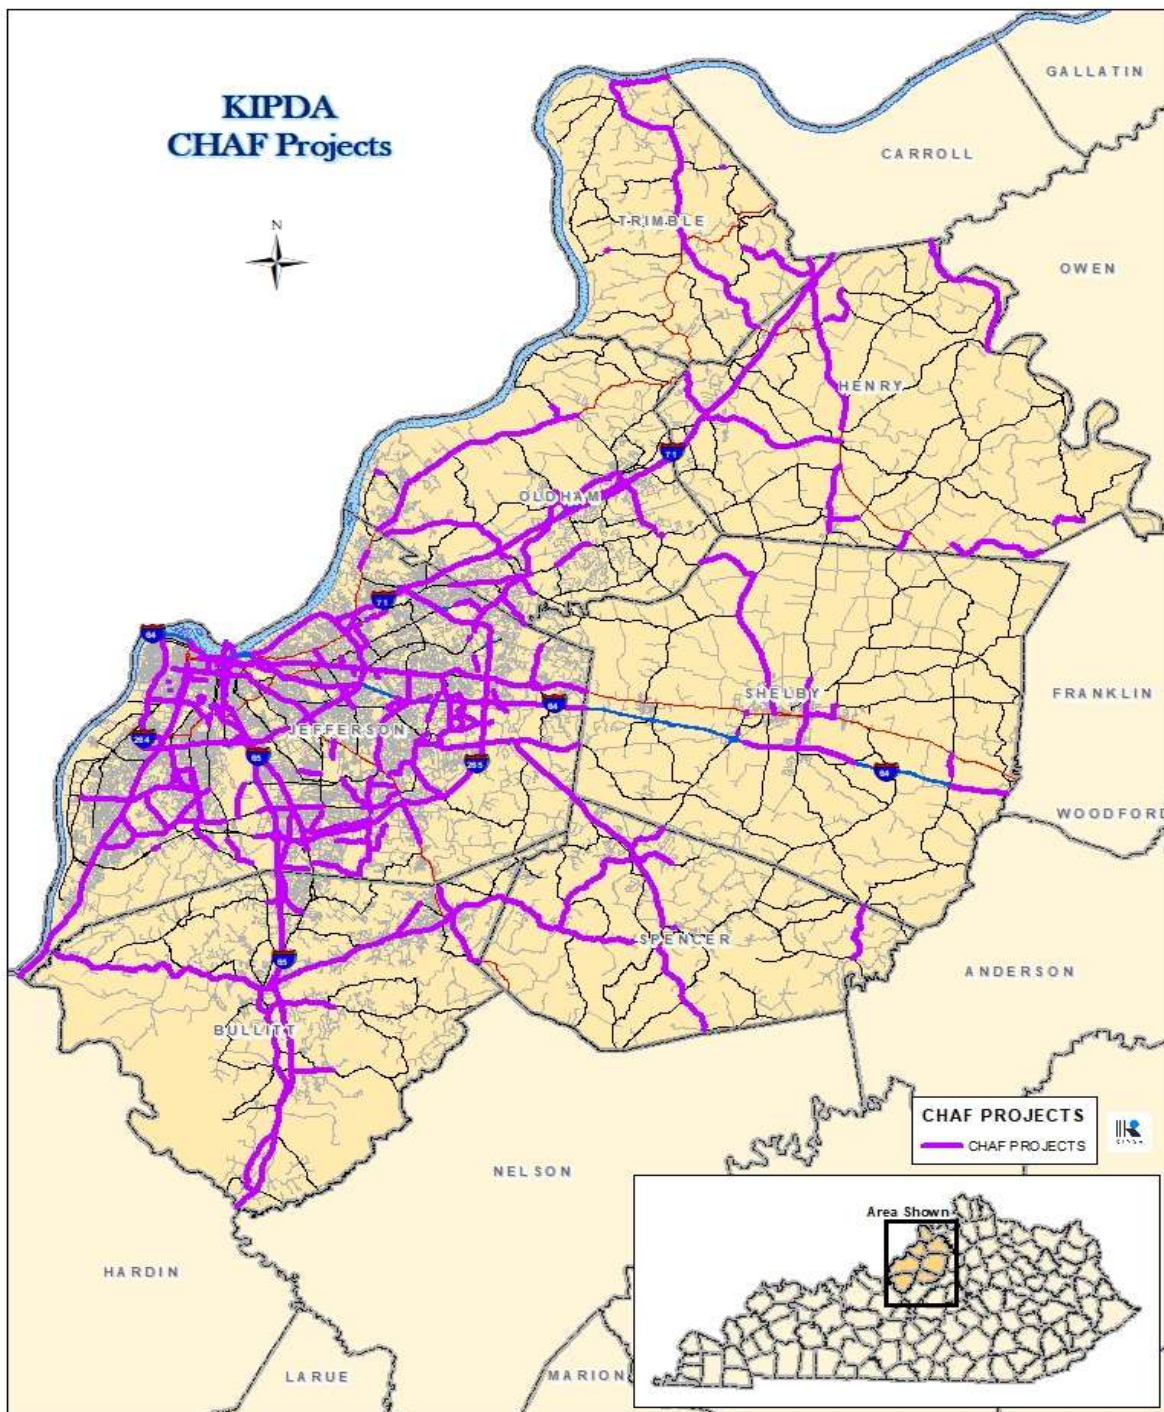 KIPDA
CHAF Projects
N
GALLATIN
CARROLL
TRIMBLE
OWEN
HENRY
71
OLDHAM
71
64
SHELBY
FRANKLIN
64
JEFFERSON
264
65
265
64
WOODFORD
SPENCER
ANDERSON
65
BULLITT
CHAF PROJECTS
CHAF PROJECTS
NELSON
Area Shown
HARDIN
LARUE
MARION